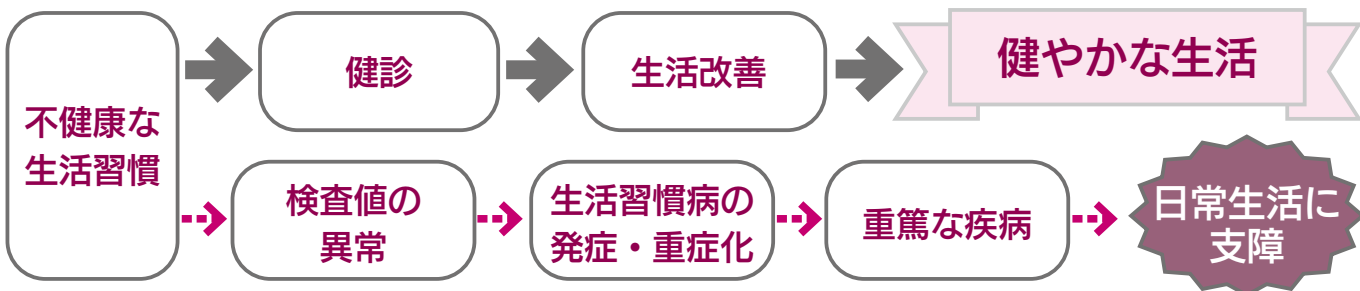 不健康な
生活習慣
健診
生活改善
健やかな生活
検査値の
異常
生活習慣病の
発症・重症化
重篤な疾病
日常生活に
支障